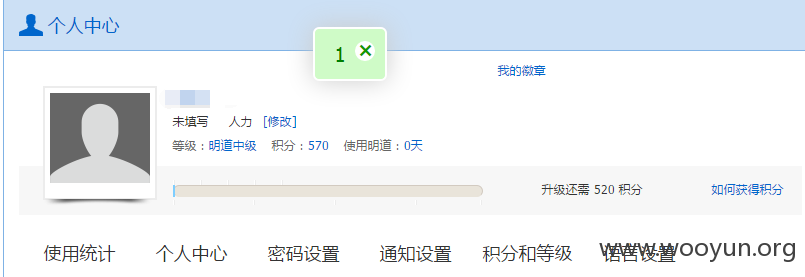 个人中心
1
我的徽章
未填写 人力 [修改]
等级：明道中级 积分：570 使用明道：0天
升级还需 520 积分 如何获得积分
使用统计 个人中心 密码设置 通知设置 积分和等级 语言设置
www.wooyun.org